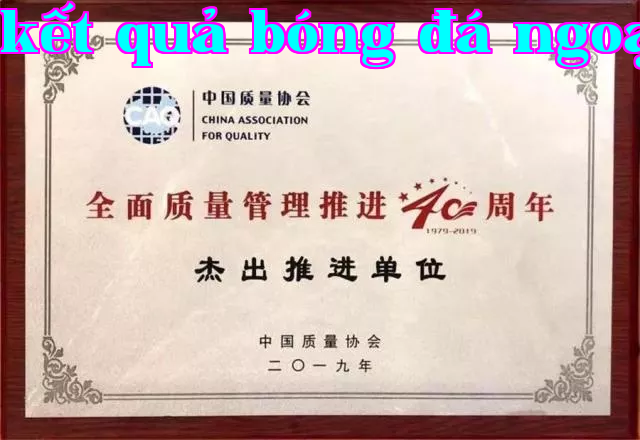 kết quả bóng đá ngoạ
CAQ
中国质量协会
CHINA ASSOCIATION
FOR QUALITY
全面质量管理推进40周年
1979-2019
杰出推进单位
中国质量协会
二〇一九年